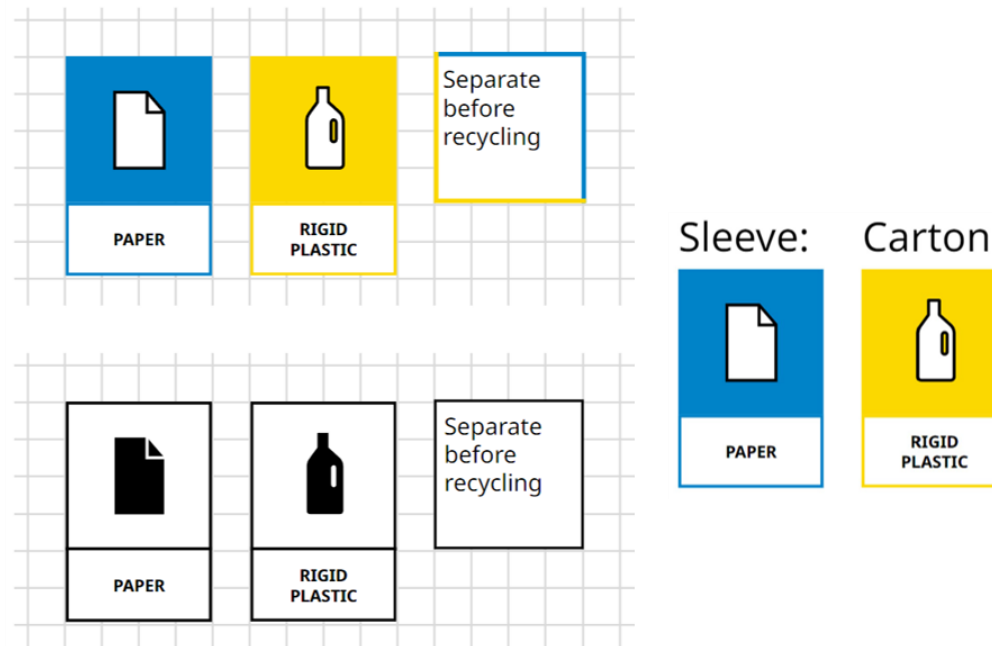 Separate
before
recycling
PAPER
RIGID
PLASTIC
Sleeve:
Carton
PAPER
RIGID
PLASTIC
Separate
before
recycling
PAPER
RIGID
PLASTIC